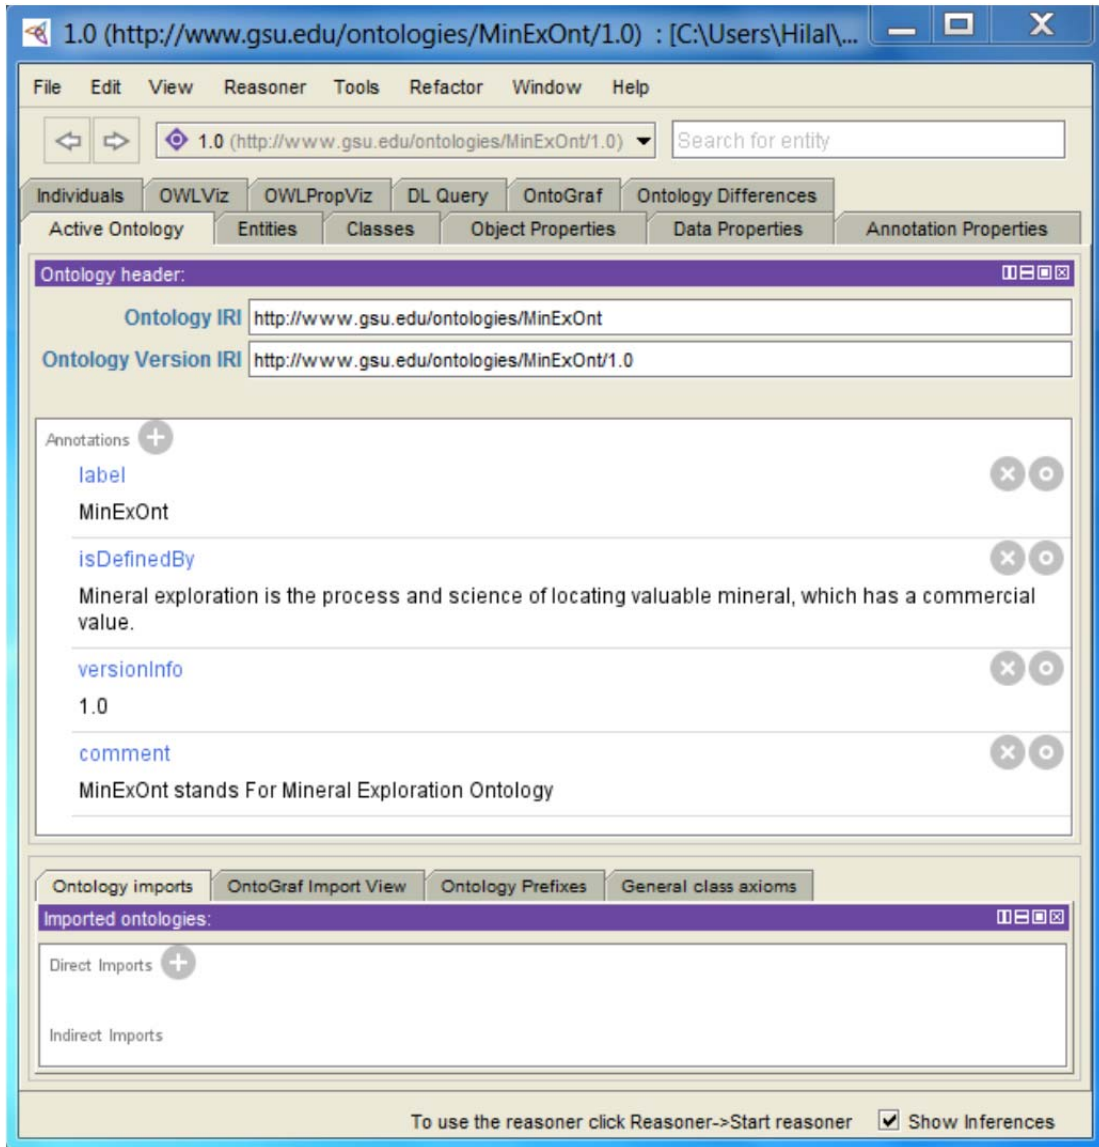 1.0 (http://www.gsu.edu/ontologies/MinExOnt/1.0) : [C:\Users\Hilal\...
File Edit View Reasoner Tools Refactor Window Help
1.0 (http://www.gsu.edu/ontologies/MinExOnt/1.0) Search for entity
Individuals OWLViz OWLPropViz DL Query OntoGraf Ontology Differences
Active Ontology Entities Classes Object Properties Data Properties Annotation Properties
Ontology header:
Ontology IRI http://www.gsu.edu/ontologies/MinExOnt
Ontology Version IRI http://www.gsu.edu/ontologies/MinExOnt/1.0
Annotations
label
MinExOnt
isDefinedBy
Mineral exploration is the process and science of locating valuable mineral, which has a commercial
value.
versionInfo
1.0
comment
MinExOnt stands For Mineral Exploration Ontology
Ontology imports OntoGraf Import View Ontology Prefixes General class axioms
Imported ontologies:
Direct Imports
Indirect Imports
To use the reasoner click Reasoner->Start reasoner Show Inferences